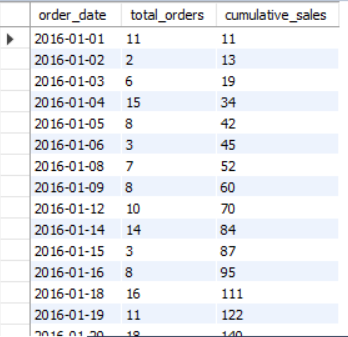 order_date total_orders cumulative_sales
2016-01-01 11 11
2016-01-02 2 13
2016-01-03 6 19
2016-01-04 15 34
2016-01-05 8 42
2016-01-06 3 45
2016-01-08 7 52
2016-01-09 8 60
2016-01-12 10 70
2016-01-14 14 84
2016-01-15 3 87
2016-01-16 8 95
2016-01-18 16 111
2016-01-19 11 122